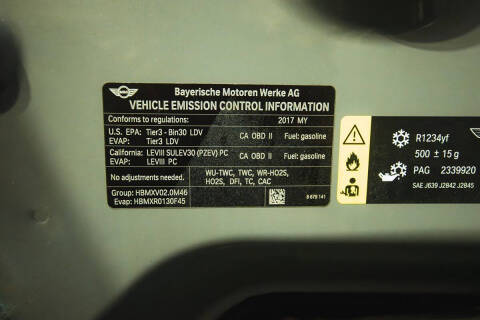 Bayerische Motoren Werke AG
VEHICLE EMISSION CONTROL INFORMATION
Conforms to regulations: 2017 MY
U.S. EPA: Tier3 - Bin30 LDV CA OBD II Fuel: gasoline
EVAP: Tier3 LDV
California: LEVIII SULEV30 (PZEV) PC CA OBD II Fuel: gasoline
EVAP: LEVIII PC
No adjustments needed. WU-TWC, TWC, WR-HO2S,
HO2S, DFI, TC, CAC
Group: HBMXV02.0M46
Evap: HBMXR0130F45
8 679 141
R1234yf
500 ± 15 g
PAG 2339920
SAE J639 J2842 J2845